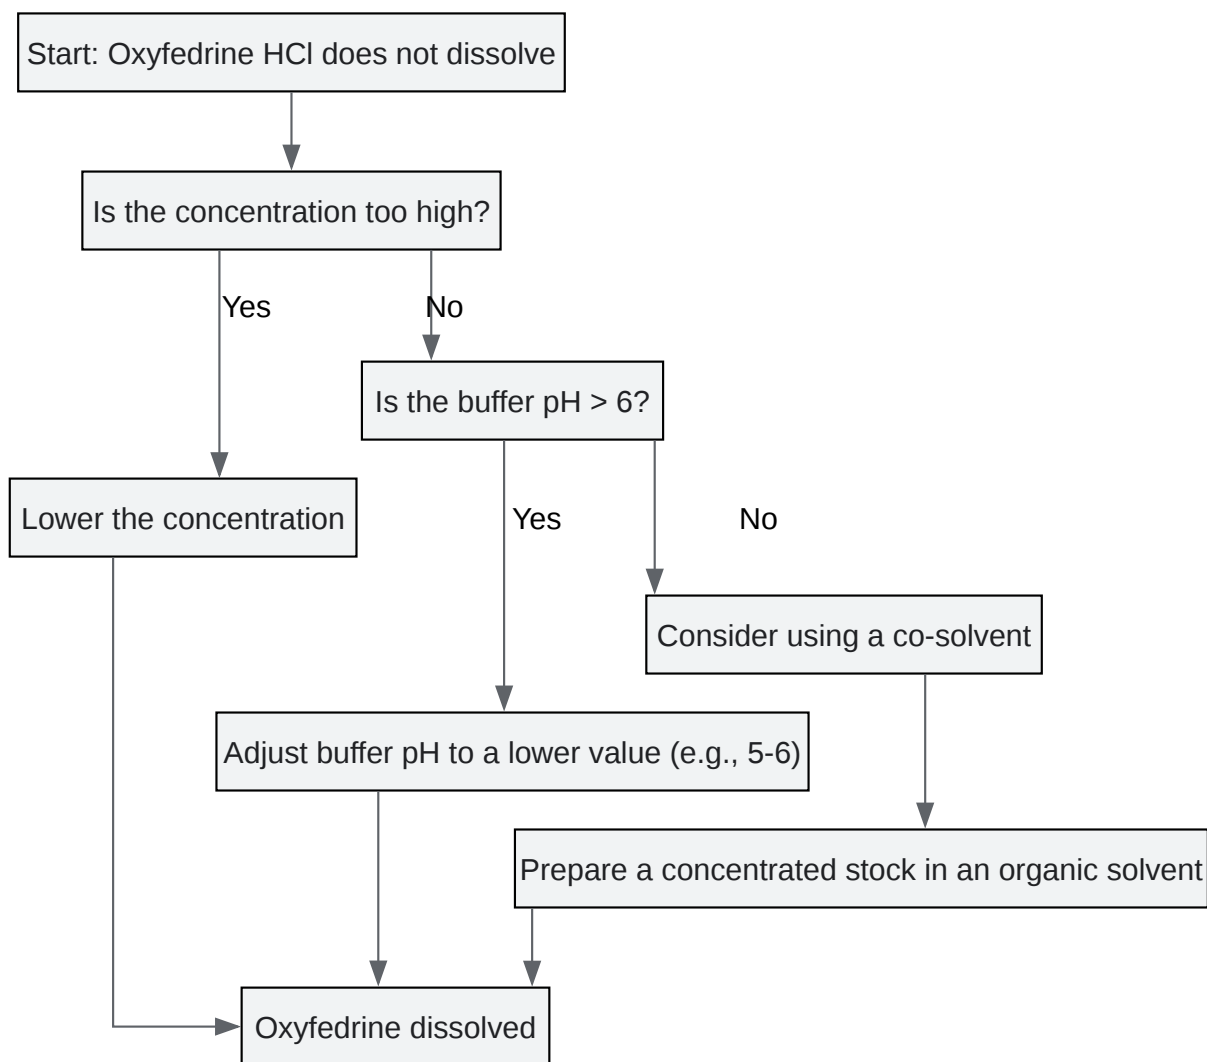 Start: Oxyfedrine HCl does not dissolve
Is the concentration too high?
Yes
No
Is the buffer pH > 6?
Lower the concentration
Yes
No
Consider using a co-solvent
Adjust buffer pH to a lower value (e.g., 5-6)
Prepare a concentrated stock in an organic solvent
Oxyfedrine dissolved